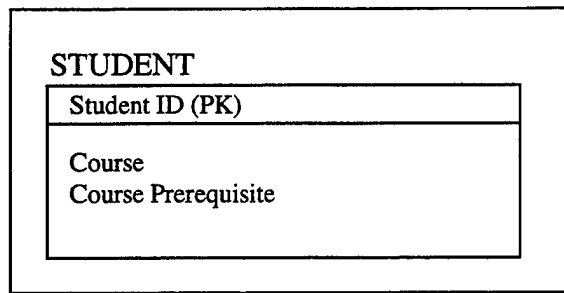 STUDENT
Student ID (PK)
Course
Course Prerequisite